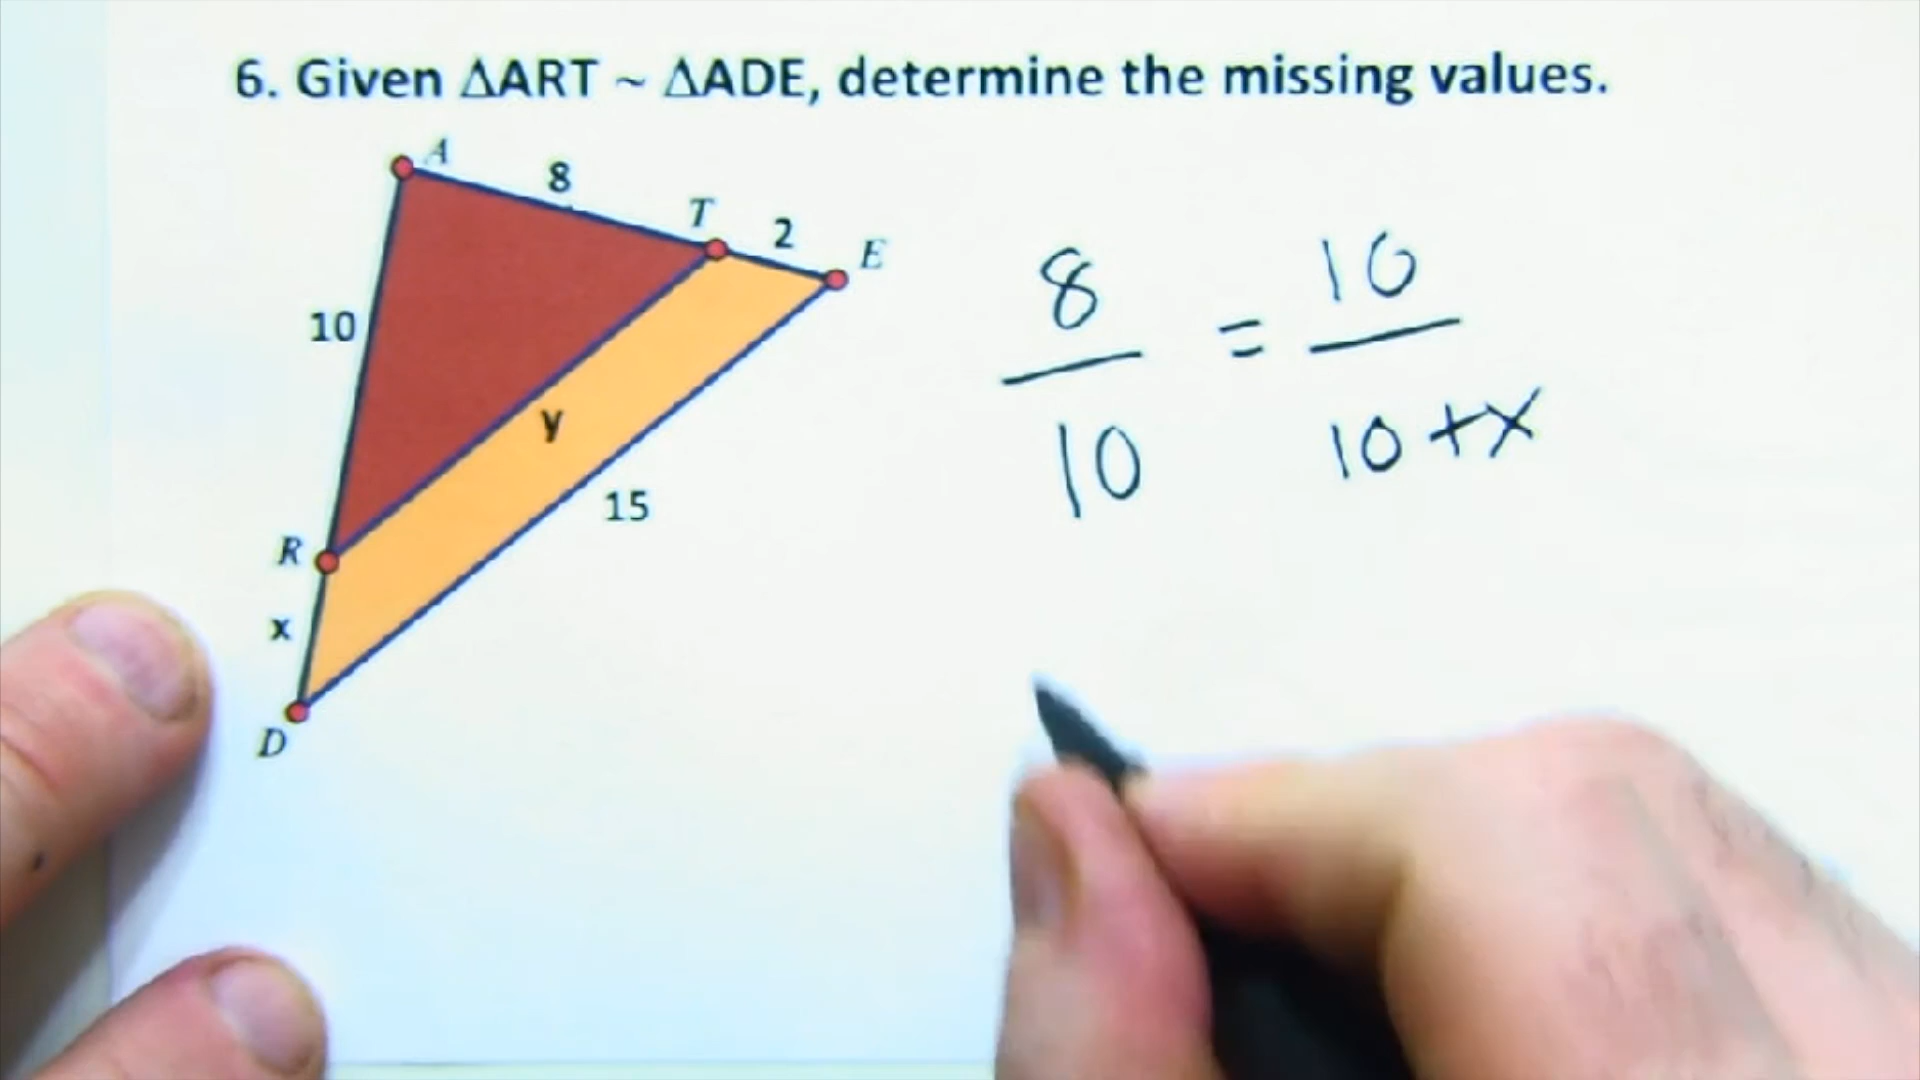 6. Given ΔART ~ ΔADE, determine the missing values.
A
8
T
2
E
10
y
15
R
x
D
8/10 = 10/10+x